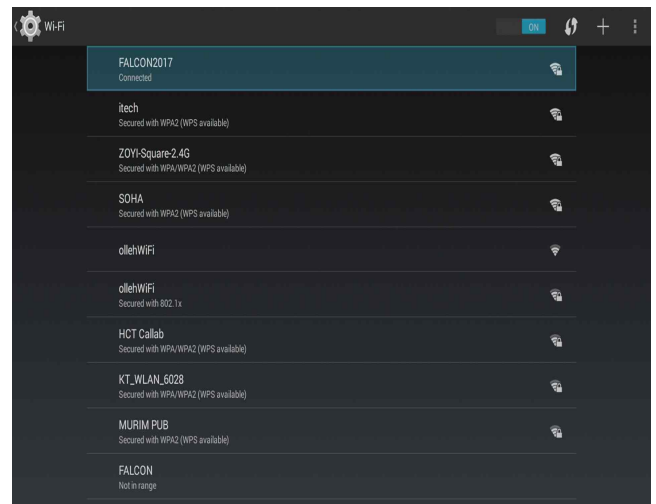 Wi-Fi
ON
FALCON2017
Connected
itech
Secured with WPA2 (WPS available)
ZOYI-Square-2.4G
Secured with WPA/WPA2 (WPS available)
SOHA
Secured with WPA2 (WPS available)
ollehWiFi
ollehWiFi
Secured with 802.1x
HCT Callab
Secured with WPA/WPA2 (WPS available)
KT_WLAN_6028
Secured with WPA/WPA2 (WPS available)
MURIM PUB
Secured with WPA2 (WPS available)
FALCON
Not in range